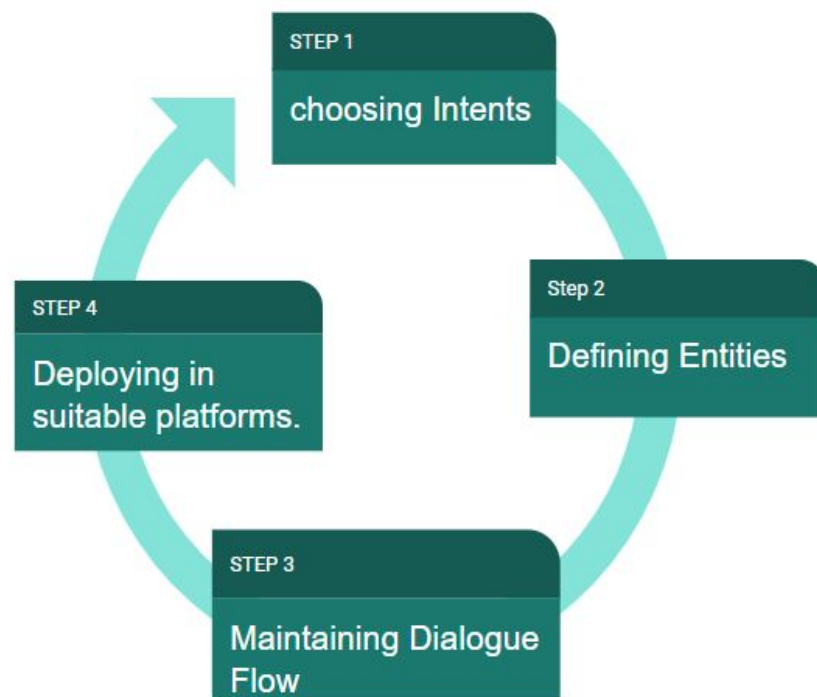 STEP 1
choosing Intents
Step 2
Defining Entities
STEP 3
Maintaining Dialogue
Flow
STEP 4
Deploying in
suitable platforms.